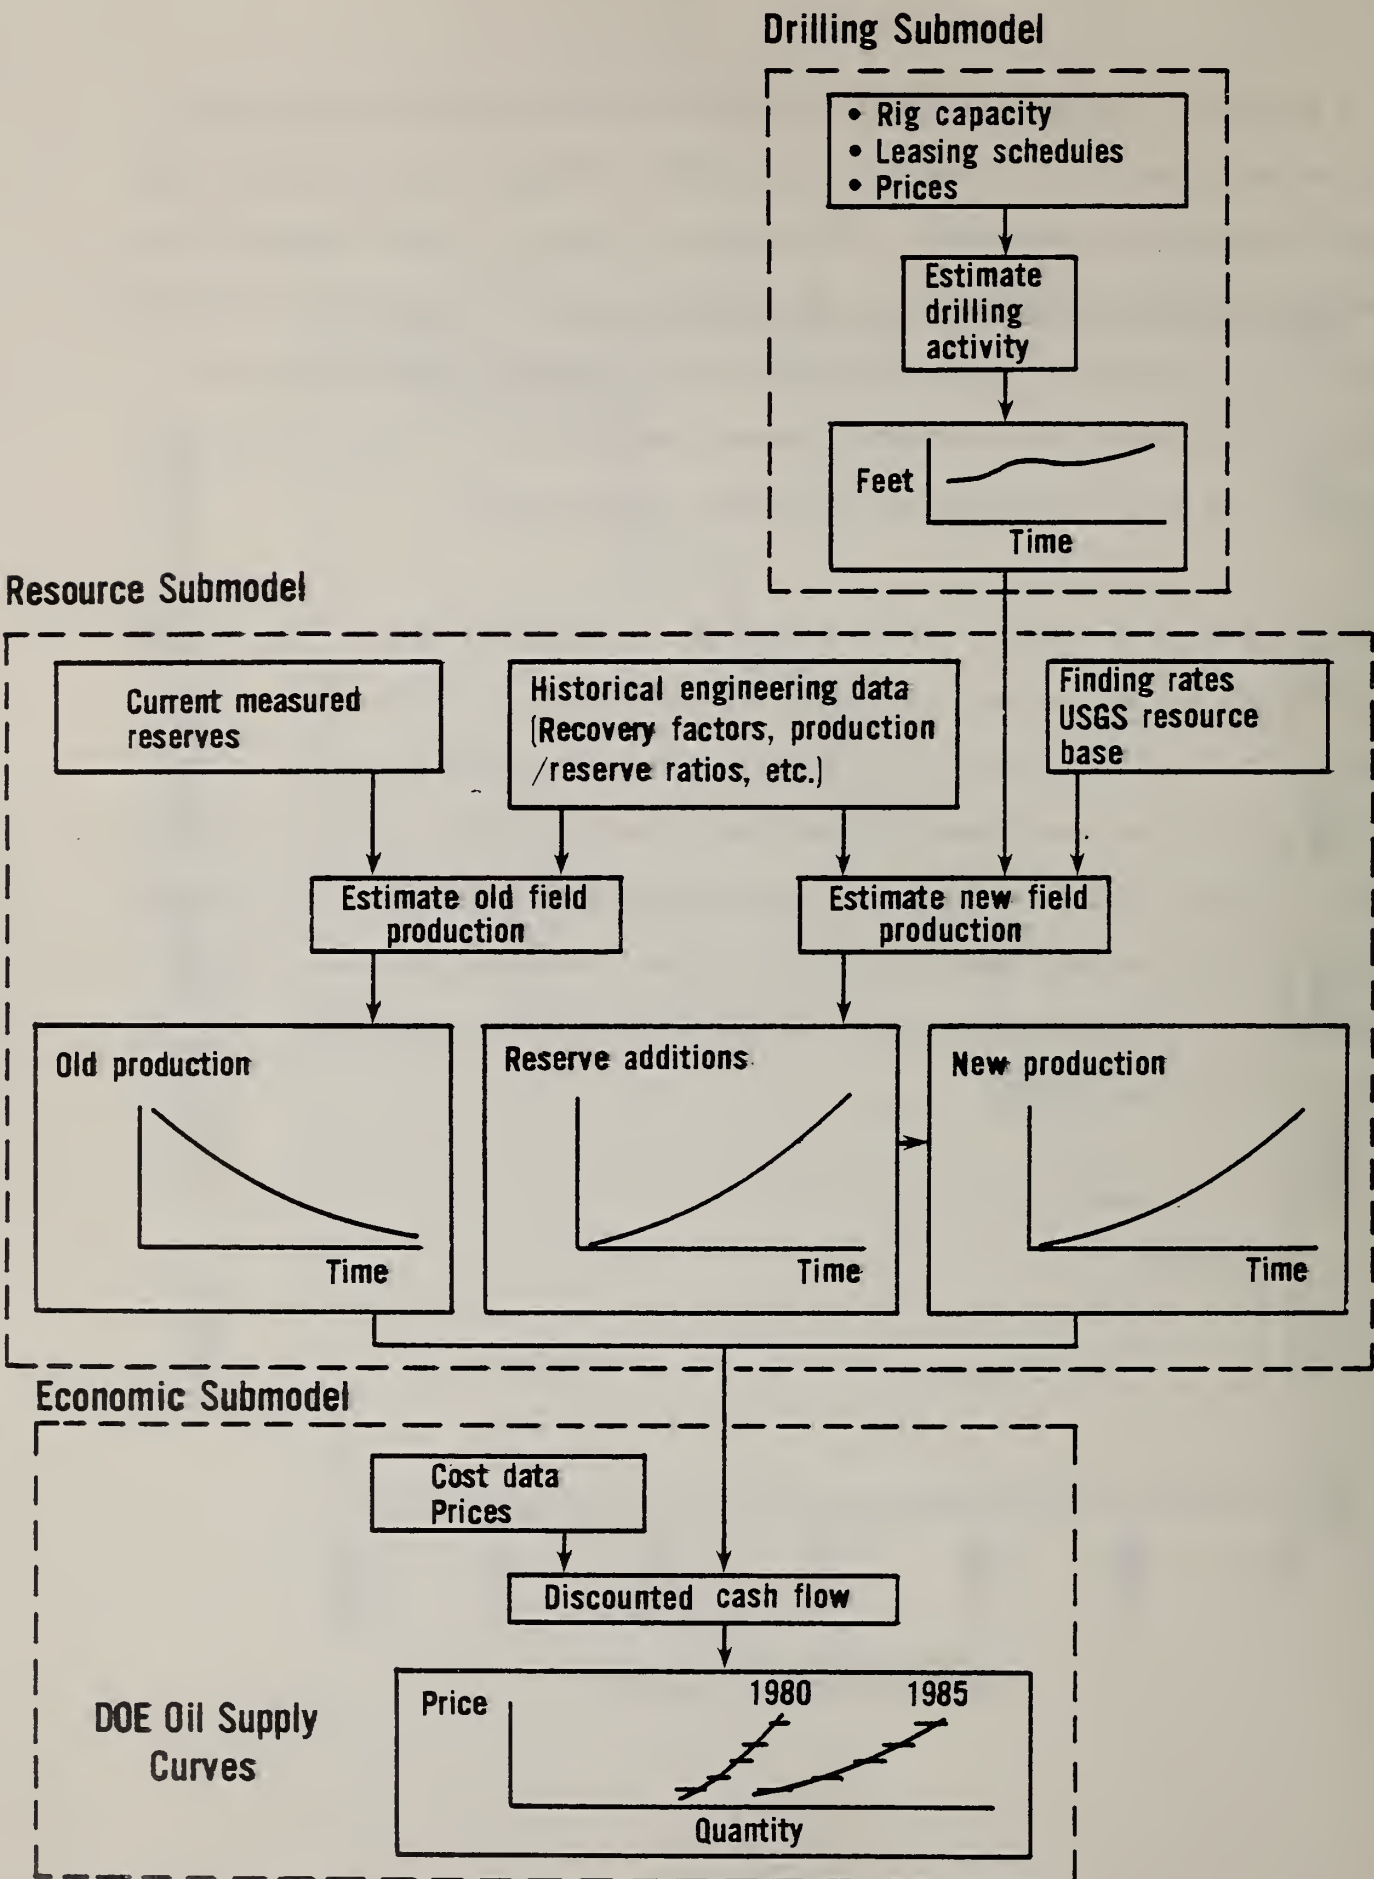 Drilling Submodel
• Rig capacity
• Leasing schedules
• Prices
Estimate
drilling
activity
Feet
Time
Resource Submodel
Current measured
reserves
Historical engineering data
(Recovery factors, production
/reserve ratios, etc.)
Finding rates
USGS resource
base
Estimate old field
production
Estimate new field
production
Old production
Time
Reserve additions
Time
New production
Time
Economic Submodel
Cost data
Prices
Discounted cash flow
DOE Oil Supply
Curves
Price
1980
1985
Quantity